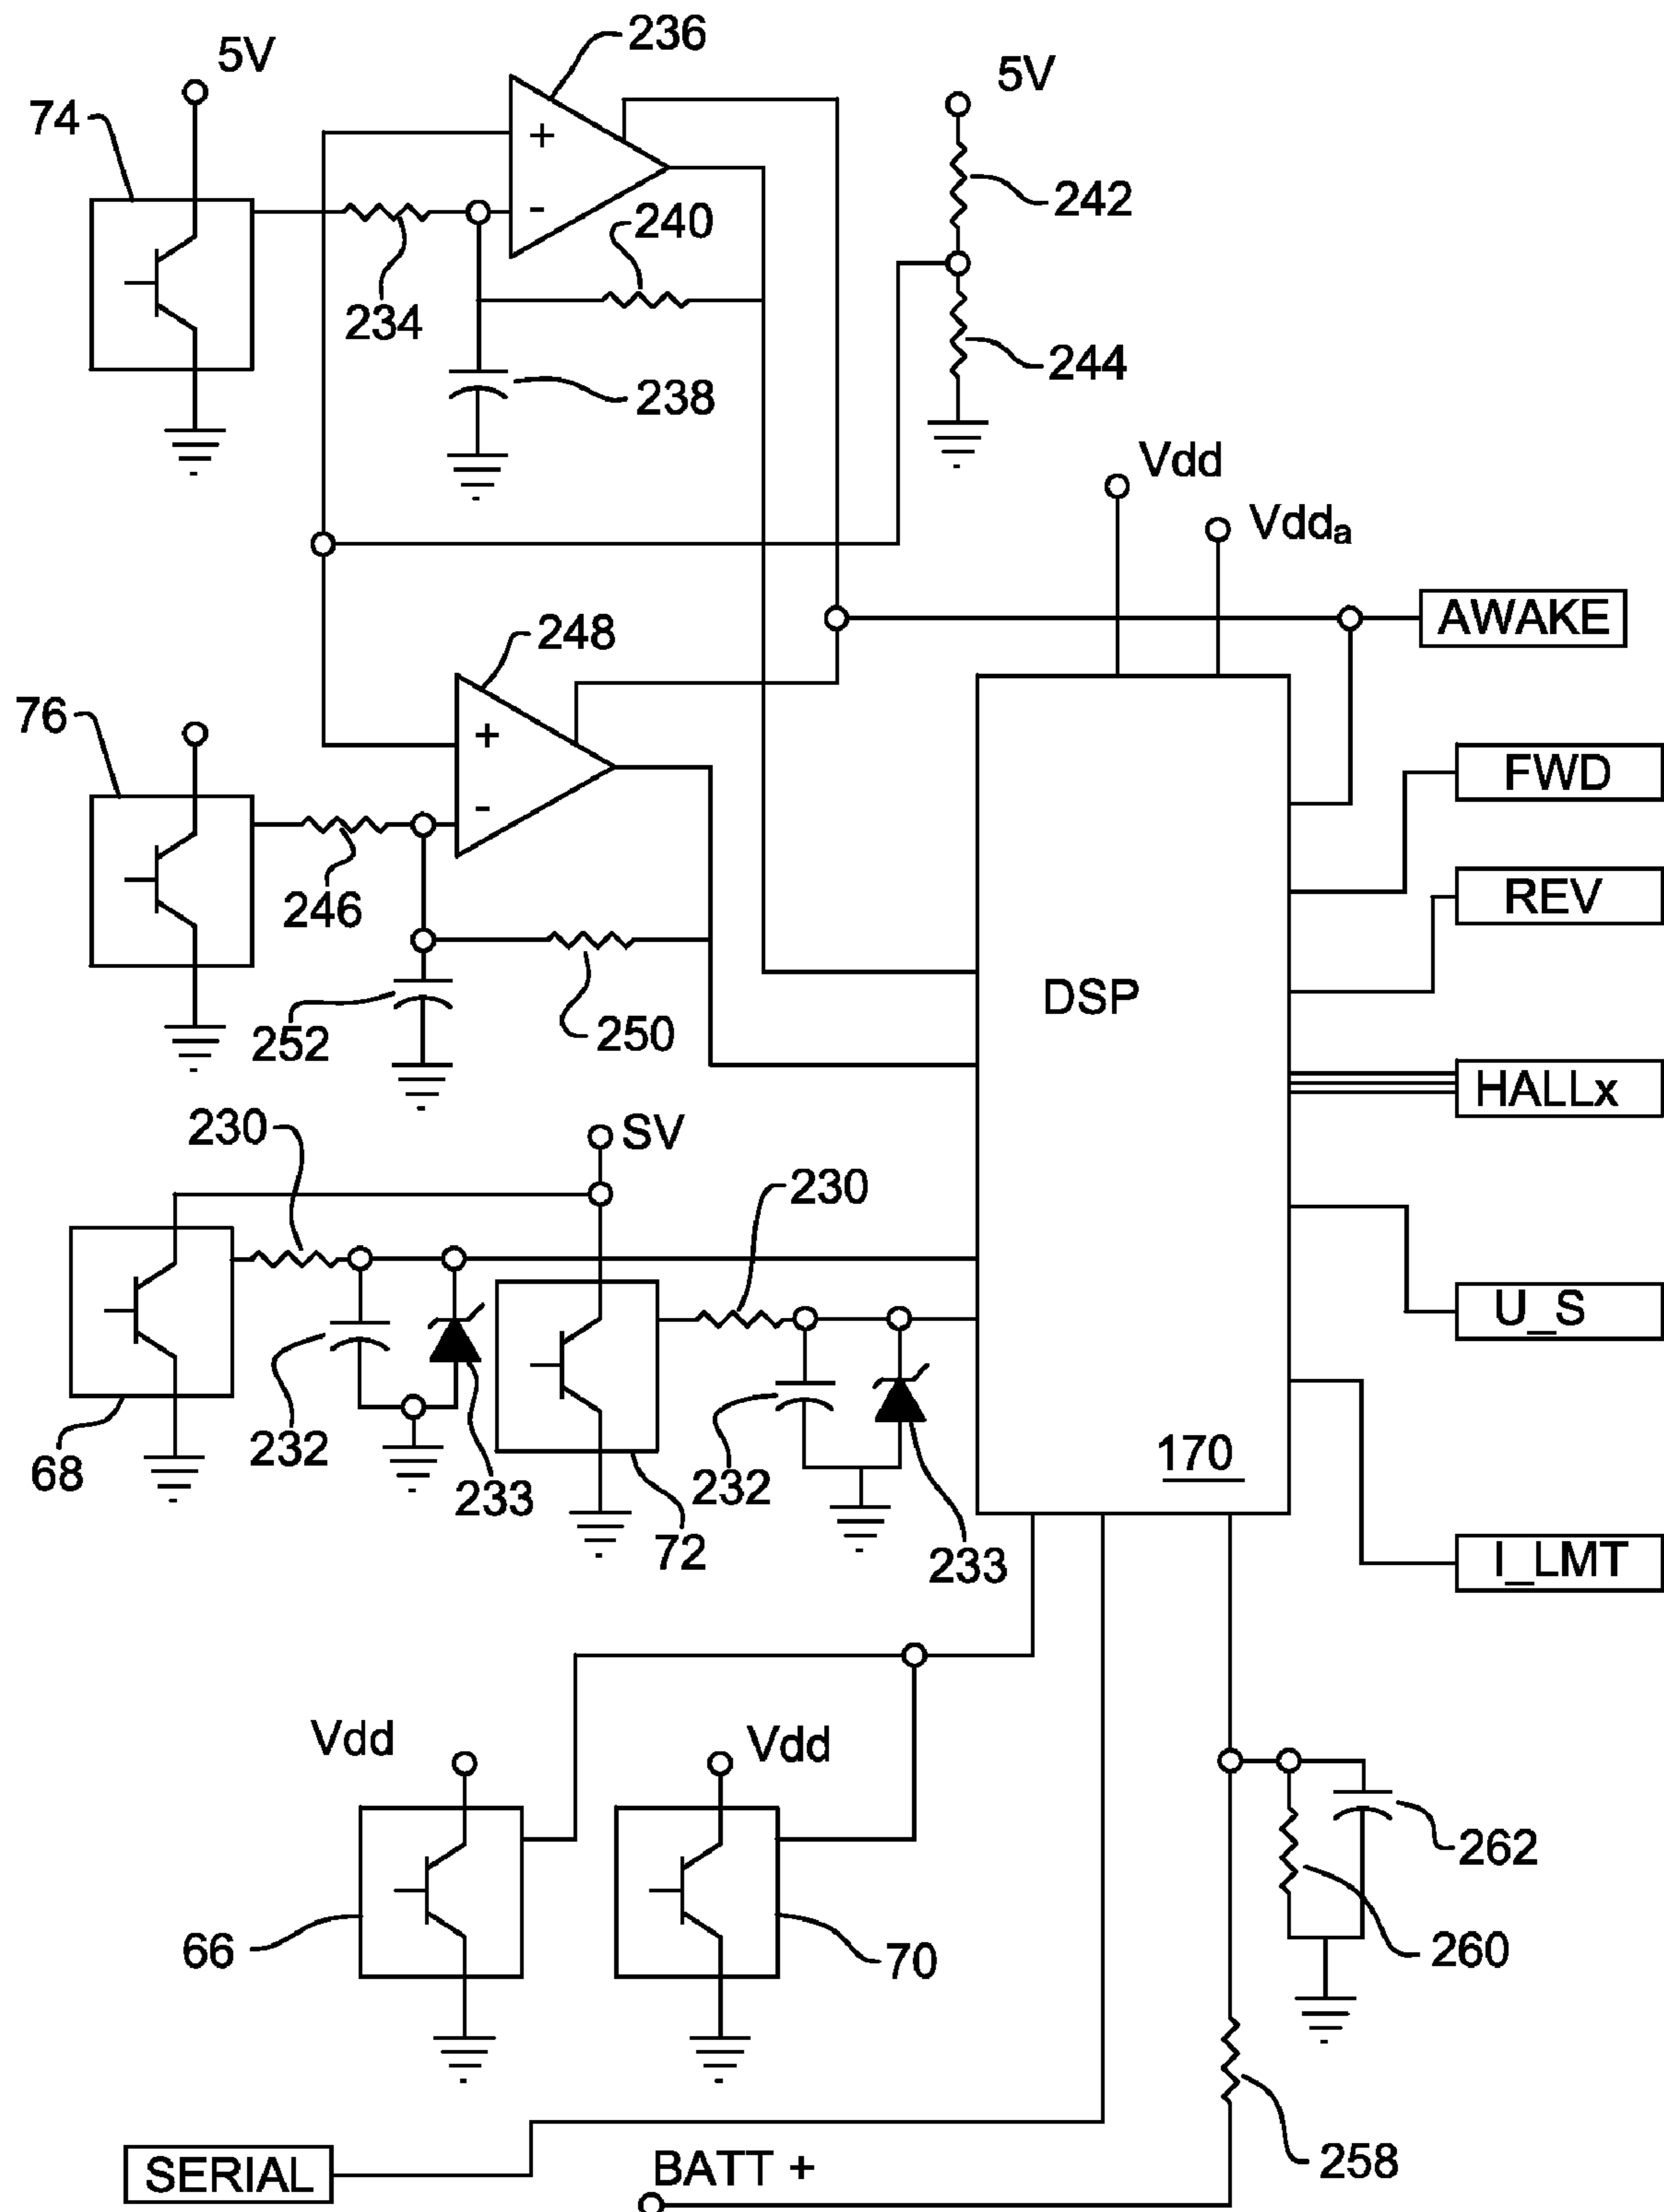 236
5V
5V
74
+
242
-
240
234
244
238
Vdd
Vdda
AWAKE
248
76
+
FWD
-
REV
246
DSP
252
250
HALLx
230
SV
230
U_S
68
232
233
232
170
72
233
I_LMT
Vdd
Vdd
262
66
70
260
258
SERIAL
BATT +